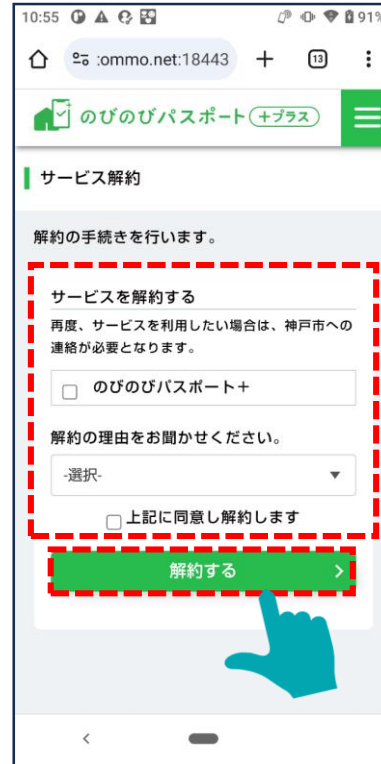 10:55
91%
:ommo.net:18443
13
のびのびパスポート+プラス
サービス解約
解約の手続きを行います。
サービスを解約する
再度、サービスを利用したい場合は、神戸市への
連絡が必要となります。
のびのびパスポート+
解約の理由をお聞かせください。
-選択-
上記に同意し解約します
解約する